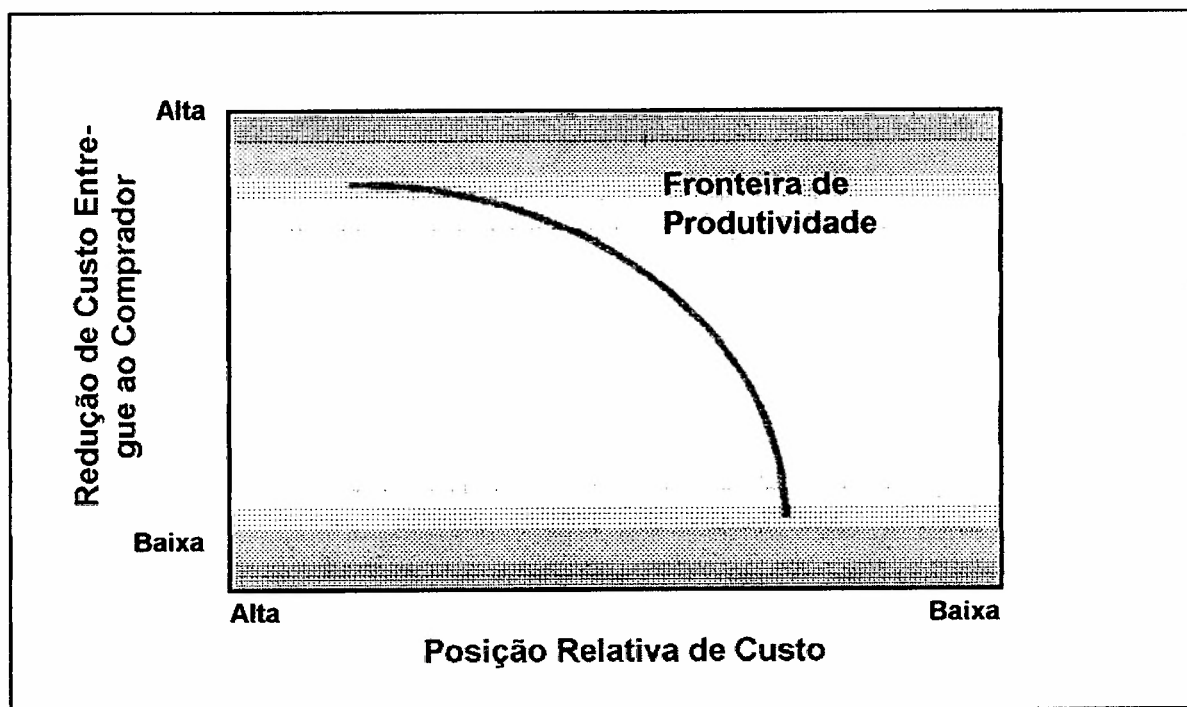 Alta
Redução de Custo Entre-
gue ao Comprador
Fronteira de
Produtividade
Baixa
Alta
Baixa
Posição Relativa de Custo